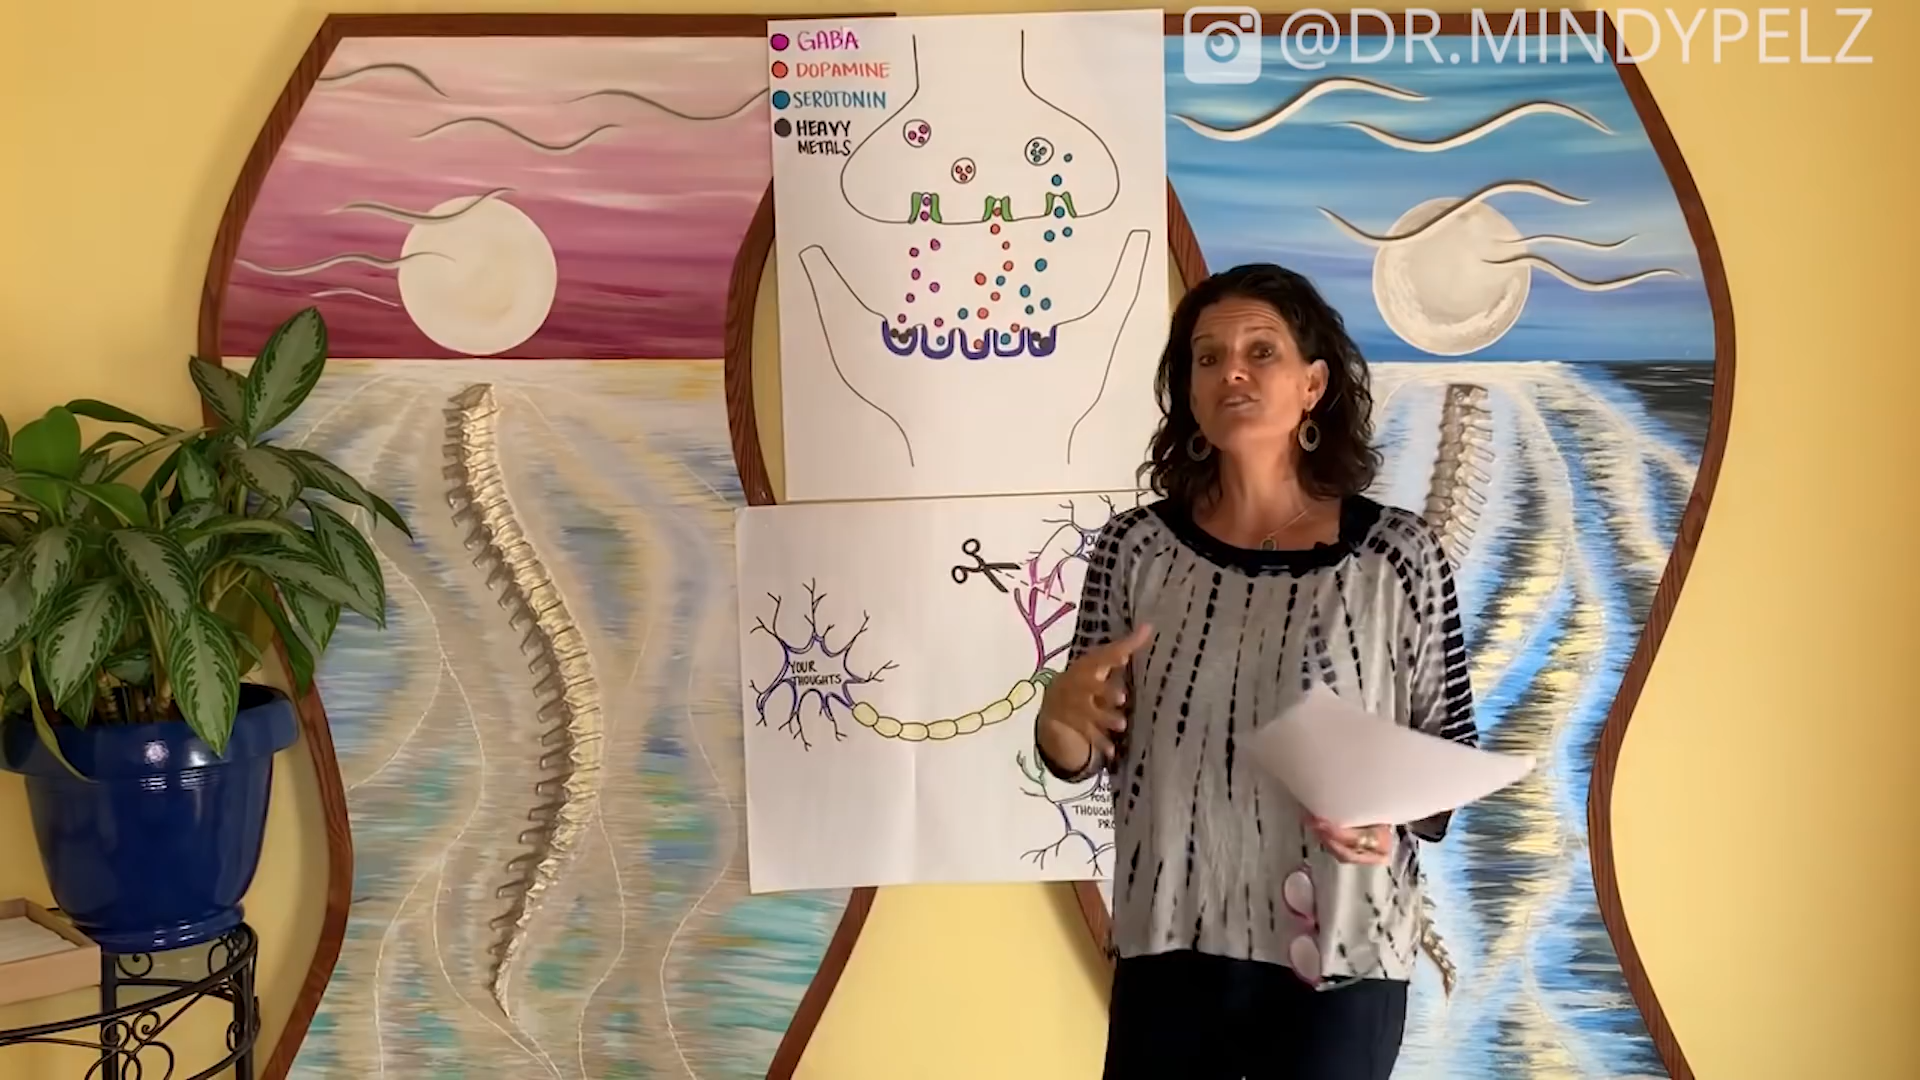 @DR.MINDYPELZ
GABA
DOPAMINE
SEROTONIN
HEAVY
METALS
YOUR
THOUGHTS